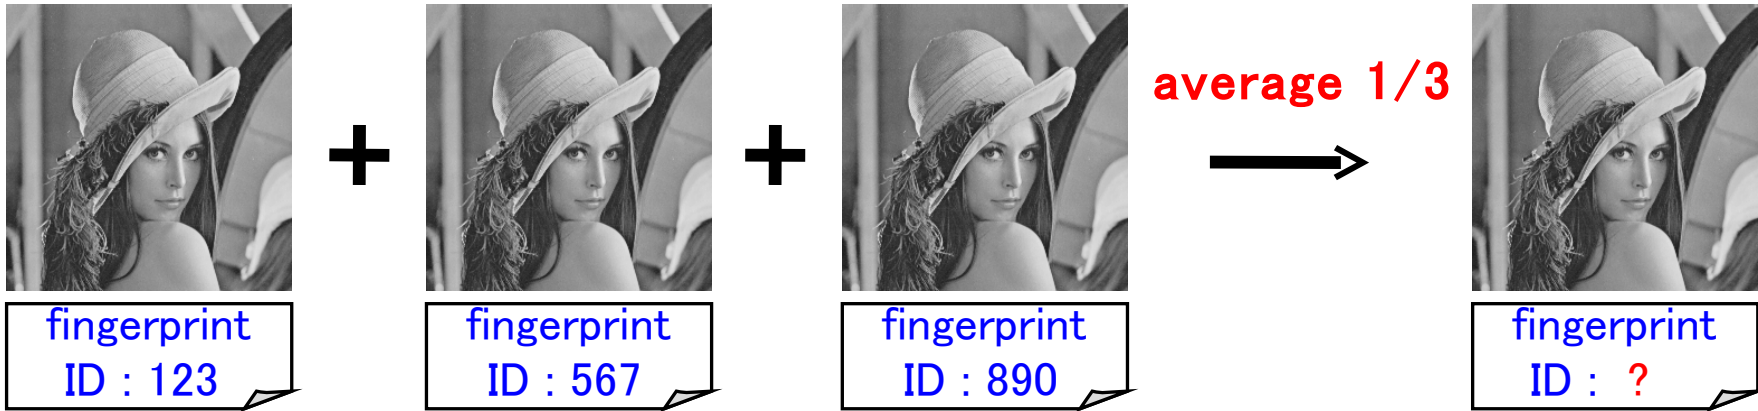 average 1/3
fingerprint
ID : 123
fingerprint
ID : 567
fingerprint
ID : 890
fingerprint
ID : ?